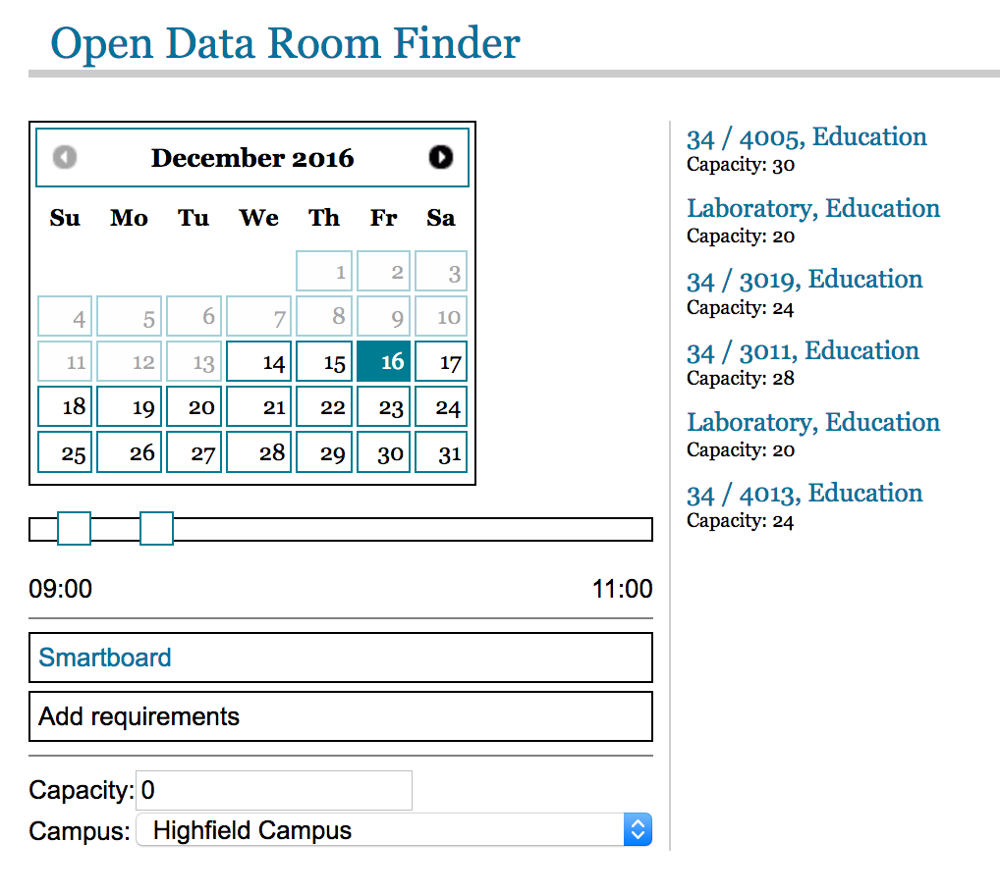 Open Data Room Finder
December 2016
Su Mo Tu We Th Fr Sa
1 2 3
4 5 6 7 8 9 10
11 12 13 14 15 16 17
18 19 20 21 22 23 24
25 26 27 28 29 30 31
09:00 11:00
Smartboard
Add requirements
Capacity: 0
Campus: Highfield Campus
34 / 4005, Education
Capacity: 30
Laboratory, Education
Capacity: 20
34 / 3019, Education
Capacity: 24
34 / 3011, Education
Capacity: 28
Laboratory, Education
Capacity: 20
34 / 4013, Education
Capacity: 24